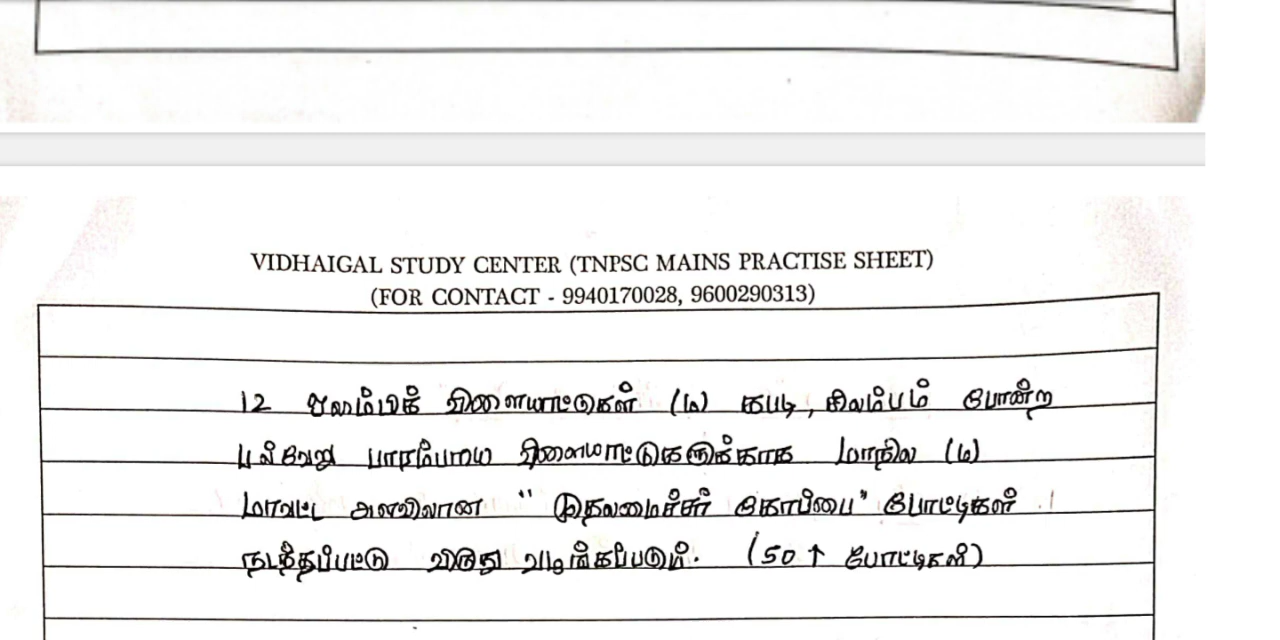 VIDHAIGAL STUDY CENTER (TNPSC MAINS PRACTISE SHEET)
(FOR CONTACT - 9940170028, 9600290313)
12 ஒலிம்பிக் விளையாட்டுகள் (ம) கபடி, சிலம்பம் போன்ற
பல்வேறு பாரம்பரிய விளையாட்டுகளுக்காக மாநில (ம)
மாவட்ட அளவிலான "முதலமைச்சர் கோப்பை" போட்டிகள்
நடத்தப்பட்டு விருது வழங்கப்படும். (50 ↑ போட்டிகள்)